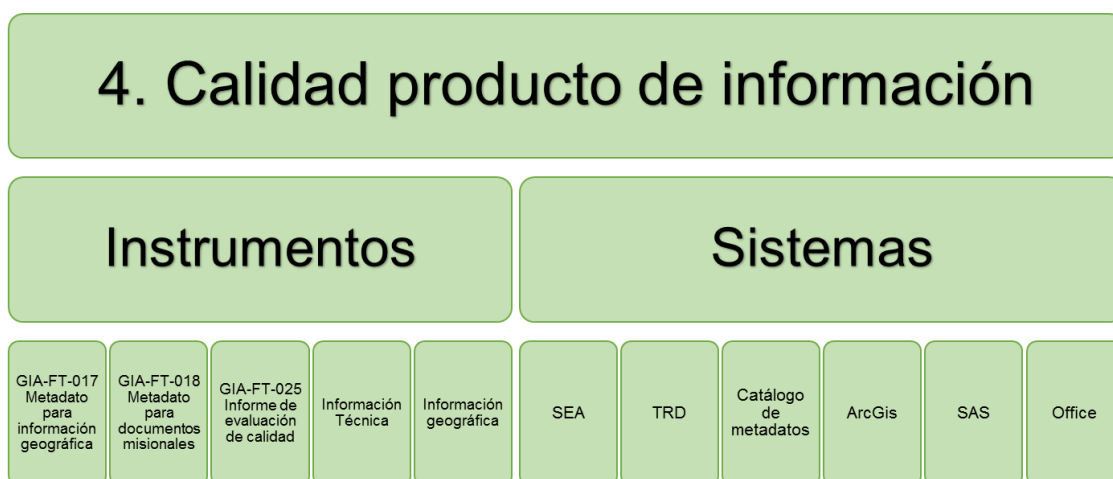 4. Calidad producto de información
Instrumentos
Sistemas
GIA-FT-017
Metadato
para
información
geográfica
GIA-FT-018
Metadato
para
documentos
misionales
GIA-FT-025
Informe de
evaluación
de calidad
Información
Técnica
Información
geográfica
SEA
TRD
Catálogo
de
metadatos
ArcGis
SAS
Office